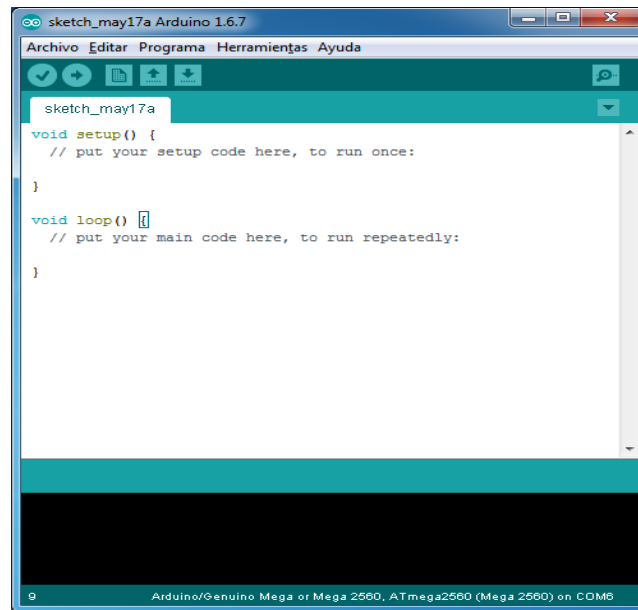 sketch_may17a Arduino 1.6.7
Archivo Editar Programa Herramientas Ayuda
sketch_may17a
void setup() {
// put your setup code here, to run once:
}
void loop() {
// put your main code here, to run repeatedly:
}
9 Arduino/Genuino Mega or Mega 2560, ATmega2560 (Mega 2560) on COM6